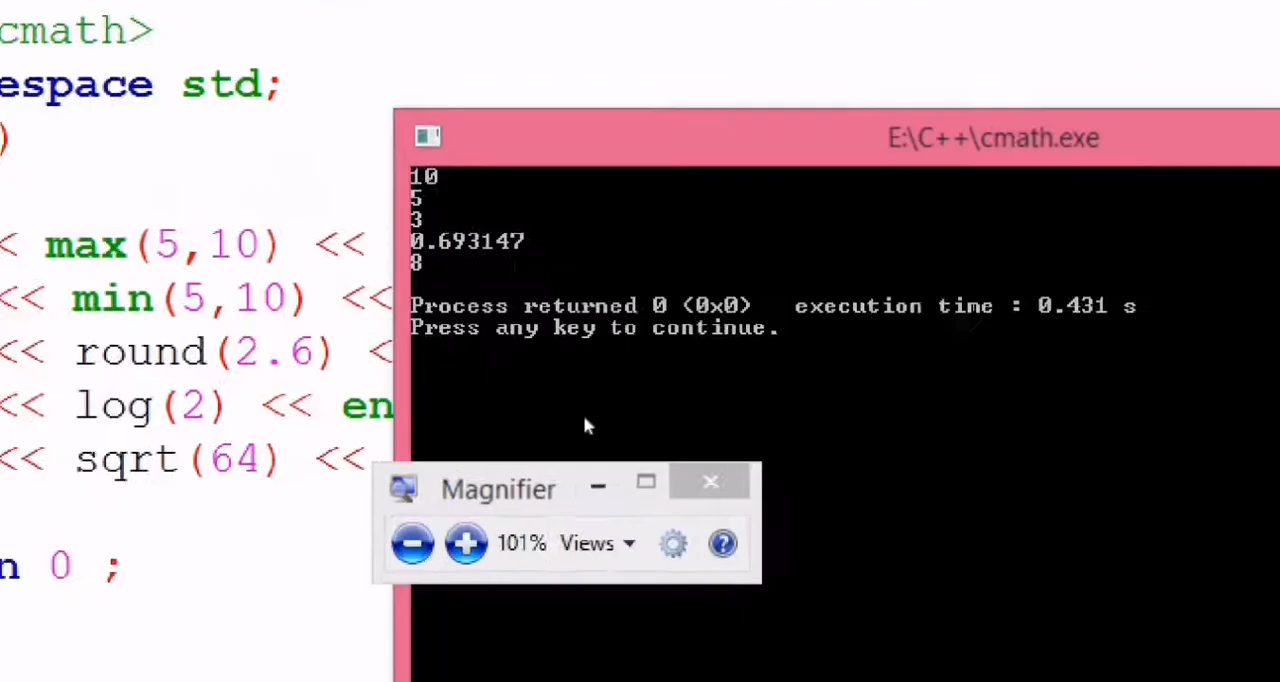 cmath>
espace std;
)
< max(5,10) <<
<< min(5,10) <<
<< round(2.6) <
<< log(2) << en
<< sqrt(64) <<
n 0 ;
E:\C++\cmath.exe
10
5
3
0.693147
8
Process returned 0 (0x0)   execution time : 0.431 s
Press any key to continue.
Magnifier
101% Views